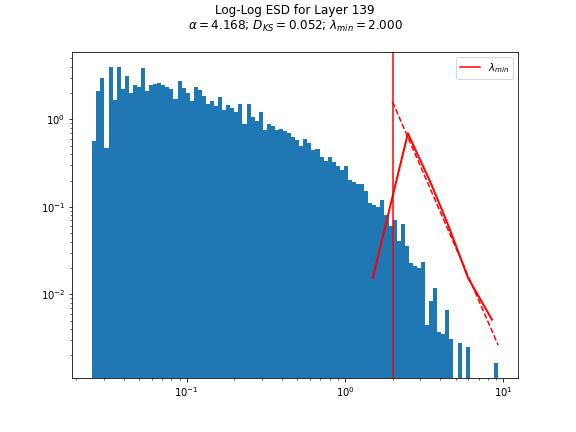 Log-Log ESD for Layer 139
α = 4.168; D_KS = 0.052; λ_min = 2.000
λ_min
10⁰
10⁻¹
10⁻²
10⁻¹ 10⁰ 10¹